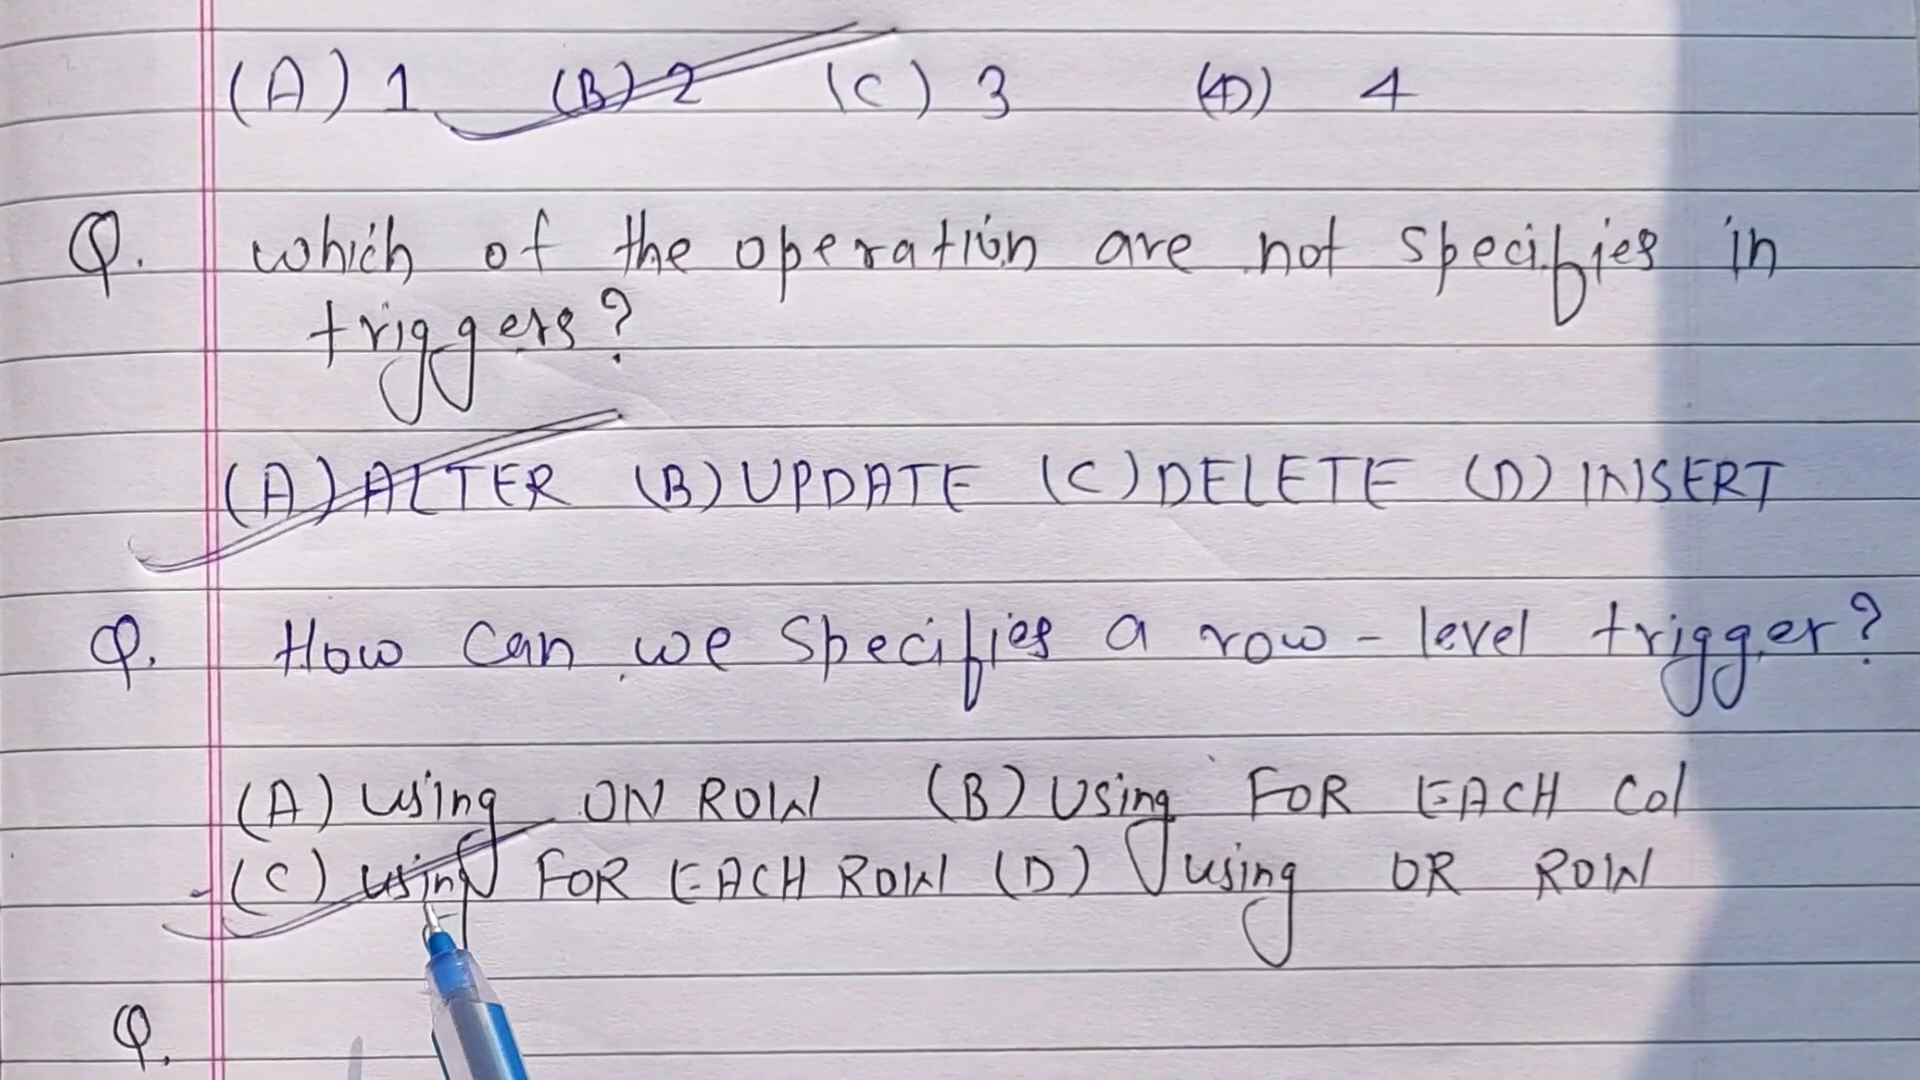 (A) 1 (B) 2 (C) 3 (D) 4
Q. which of the operation are not specifies in
triggers?
(A) ALTER (B) UPDATE (C) DELETE (D) INSERT
Q. How can we specifies a row - level trigger?
(A) using ON ROW (B) Using FOR EACH Col
(C) using FOR EACH ROW (D) using OR ROW
Q.